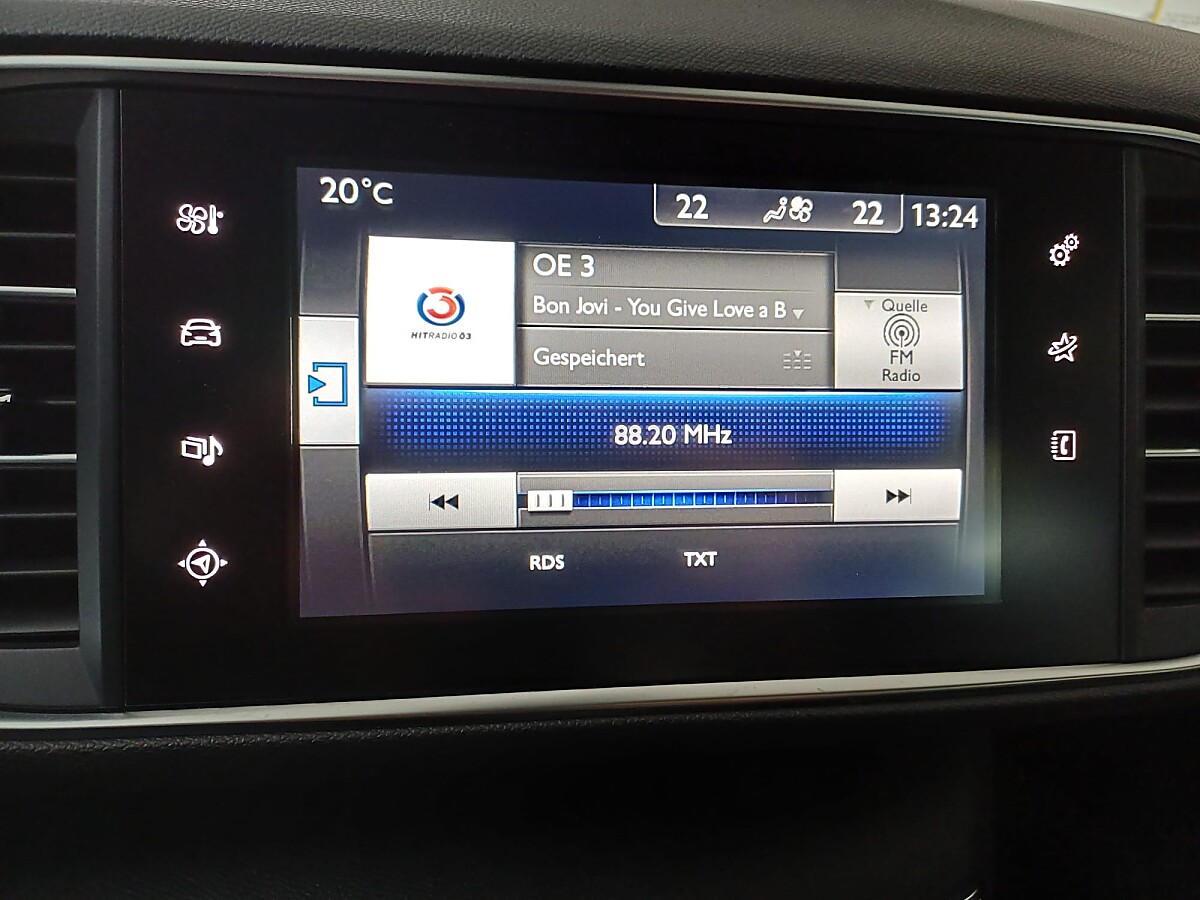 20°C
22 22 13:24
OE 3
Bon Jovi - You Give Love a B
3
HITRADIO Ö3
Gespeichert
Quelle
FM
Radio
88.20 MHz
RDS TXT